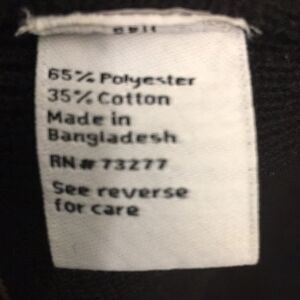 65% Polyester
35% Cotton
Made in
Bangladesh
RN # 73277
See reverse
for care